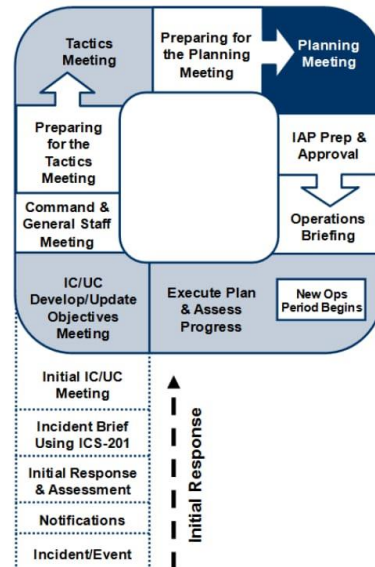 Tactics
Meeting
Preparing for
the Planning
Meeting
Planning
Meeting
Preparing
for the
Tactics
Meeting
IAP Prep &
Approval
Command &
General Staff
Meeting
Operations
Briefing
IC/UC
Develop/Update
Objectives
Meeting
Execute Plan
& Assess
Progress
New Ops
Period Begins
Initial IC/UC
Meeting
Incident Brief
Using ICS-201
Initial Response
& Assessment
Notifications
Incident/Event
Initial Response